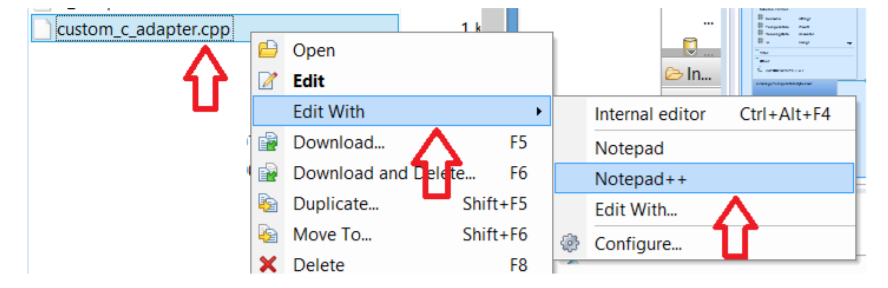 custom_c_adapter.cpp
Open
Edit
Edit With
Download... F5
Download and Delete... F6
Duplicate... Shift+F5
Move To... Shift+F6
Delete F8
... 
In...
Internal editor Ctrl+Alt+F4
Notepad
Notepad++
Edit With...
Configure...